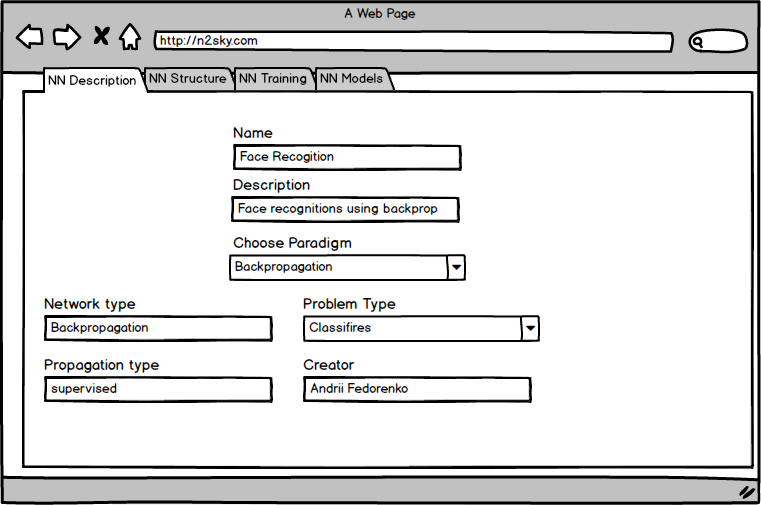 A Web Page
http://n2sky.com
NN Description
NN Structure
NN Training
NN Models
Name
Face Recogition
Description
Face recognitions using backprop
Choose Paradigm
Backpropagation
Network type
Problem Type
Backpropagation
Classifires
Propagation type
Creator
supervised
Andrii Fedorenko